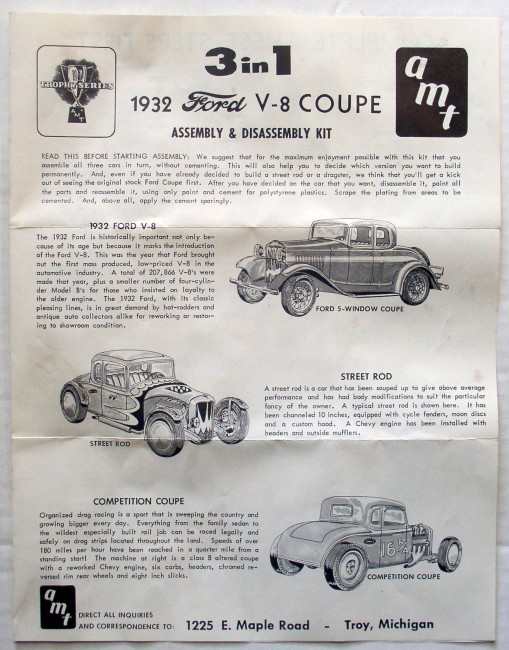 3 in 1
TROPHY SERIES
AMT
amt
1932 Ford V-8 COUPE
ASSEMBLY & DISASSEMBLY KIT
READ THIS BEFORE STARTING ASSEMBLY: We suggest that for the maximum enjoyment possible with this kit that you
assemble all three cars in turn, without cementing. This will also help you to decide which version you want to build
permanently. And, even if you have already decided to build a street rod or a dragster, we think that you'll get a kick
out of seeing the original stock Ford Coupe first. After you have decided on the car that you want, disassemble it, paint all
the parts and reassemble it, using only paint and cement for polystyrene plastics. Scrape the plating from areas to be
cemented. And, above all, apply the cement sparingly.
1932 FORD V-8
The 1932 Ford is historically important not only be-
cause of its age but because it marks the introduction
of the Ford V-8. This was the year that Ford brought
out the first mass produced, low-priced V-8 in the
automotive industry. A total of 207,866 V-8's were
made that year, plus a smaller number of four-cylin-
der Model B's for those who insisted on loyalty to
the older engine. The 1932 Ford, with its classic
pleasing lines, is in great demand by hot-rodders and
antique auto collectors alike for reworking or restor-
ing to showroom condition.
FORD 5-WINDOW COUPE
STREET ROD
A street rod is a car that has been souped up to give above average
performance and has had body modifications to suit the particular
fancy of the owner. A typical street rod is shown here. It has
been channeled 10 inches, equipped with cycle fenders, moon discs
and a custom hood. A Chevy engine has been installed with
headers and outside mufflers.
STREET ROD
COMPETITION COUPE
Organized drag racing is a sport that is sweeping the country and
growing bigger every day. Everything from the family sedan to
the wildest especially built rail job can be raced legally and
safely on drag strips located throughout the land. Speeds of over
180 miles per hour have been reached in a quarter mile from a
standing start! The machine at right is a class B altered coupe
with a reworked Chevy engine, six carbs, headers, chromed re-
versed rim rear wheels and eight inch slicks.
COMPETITION COUPE
amt
DIRECT ALL INQUIRIES
AND CORRESPONDENCE TO: 1225 E. Maple Road - Troy, Michigan